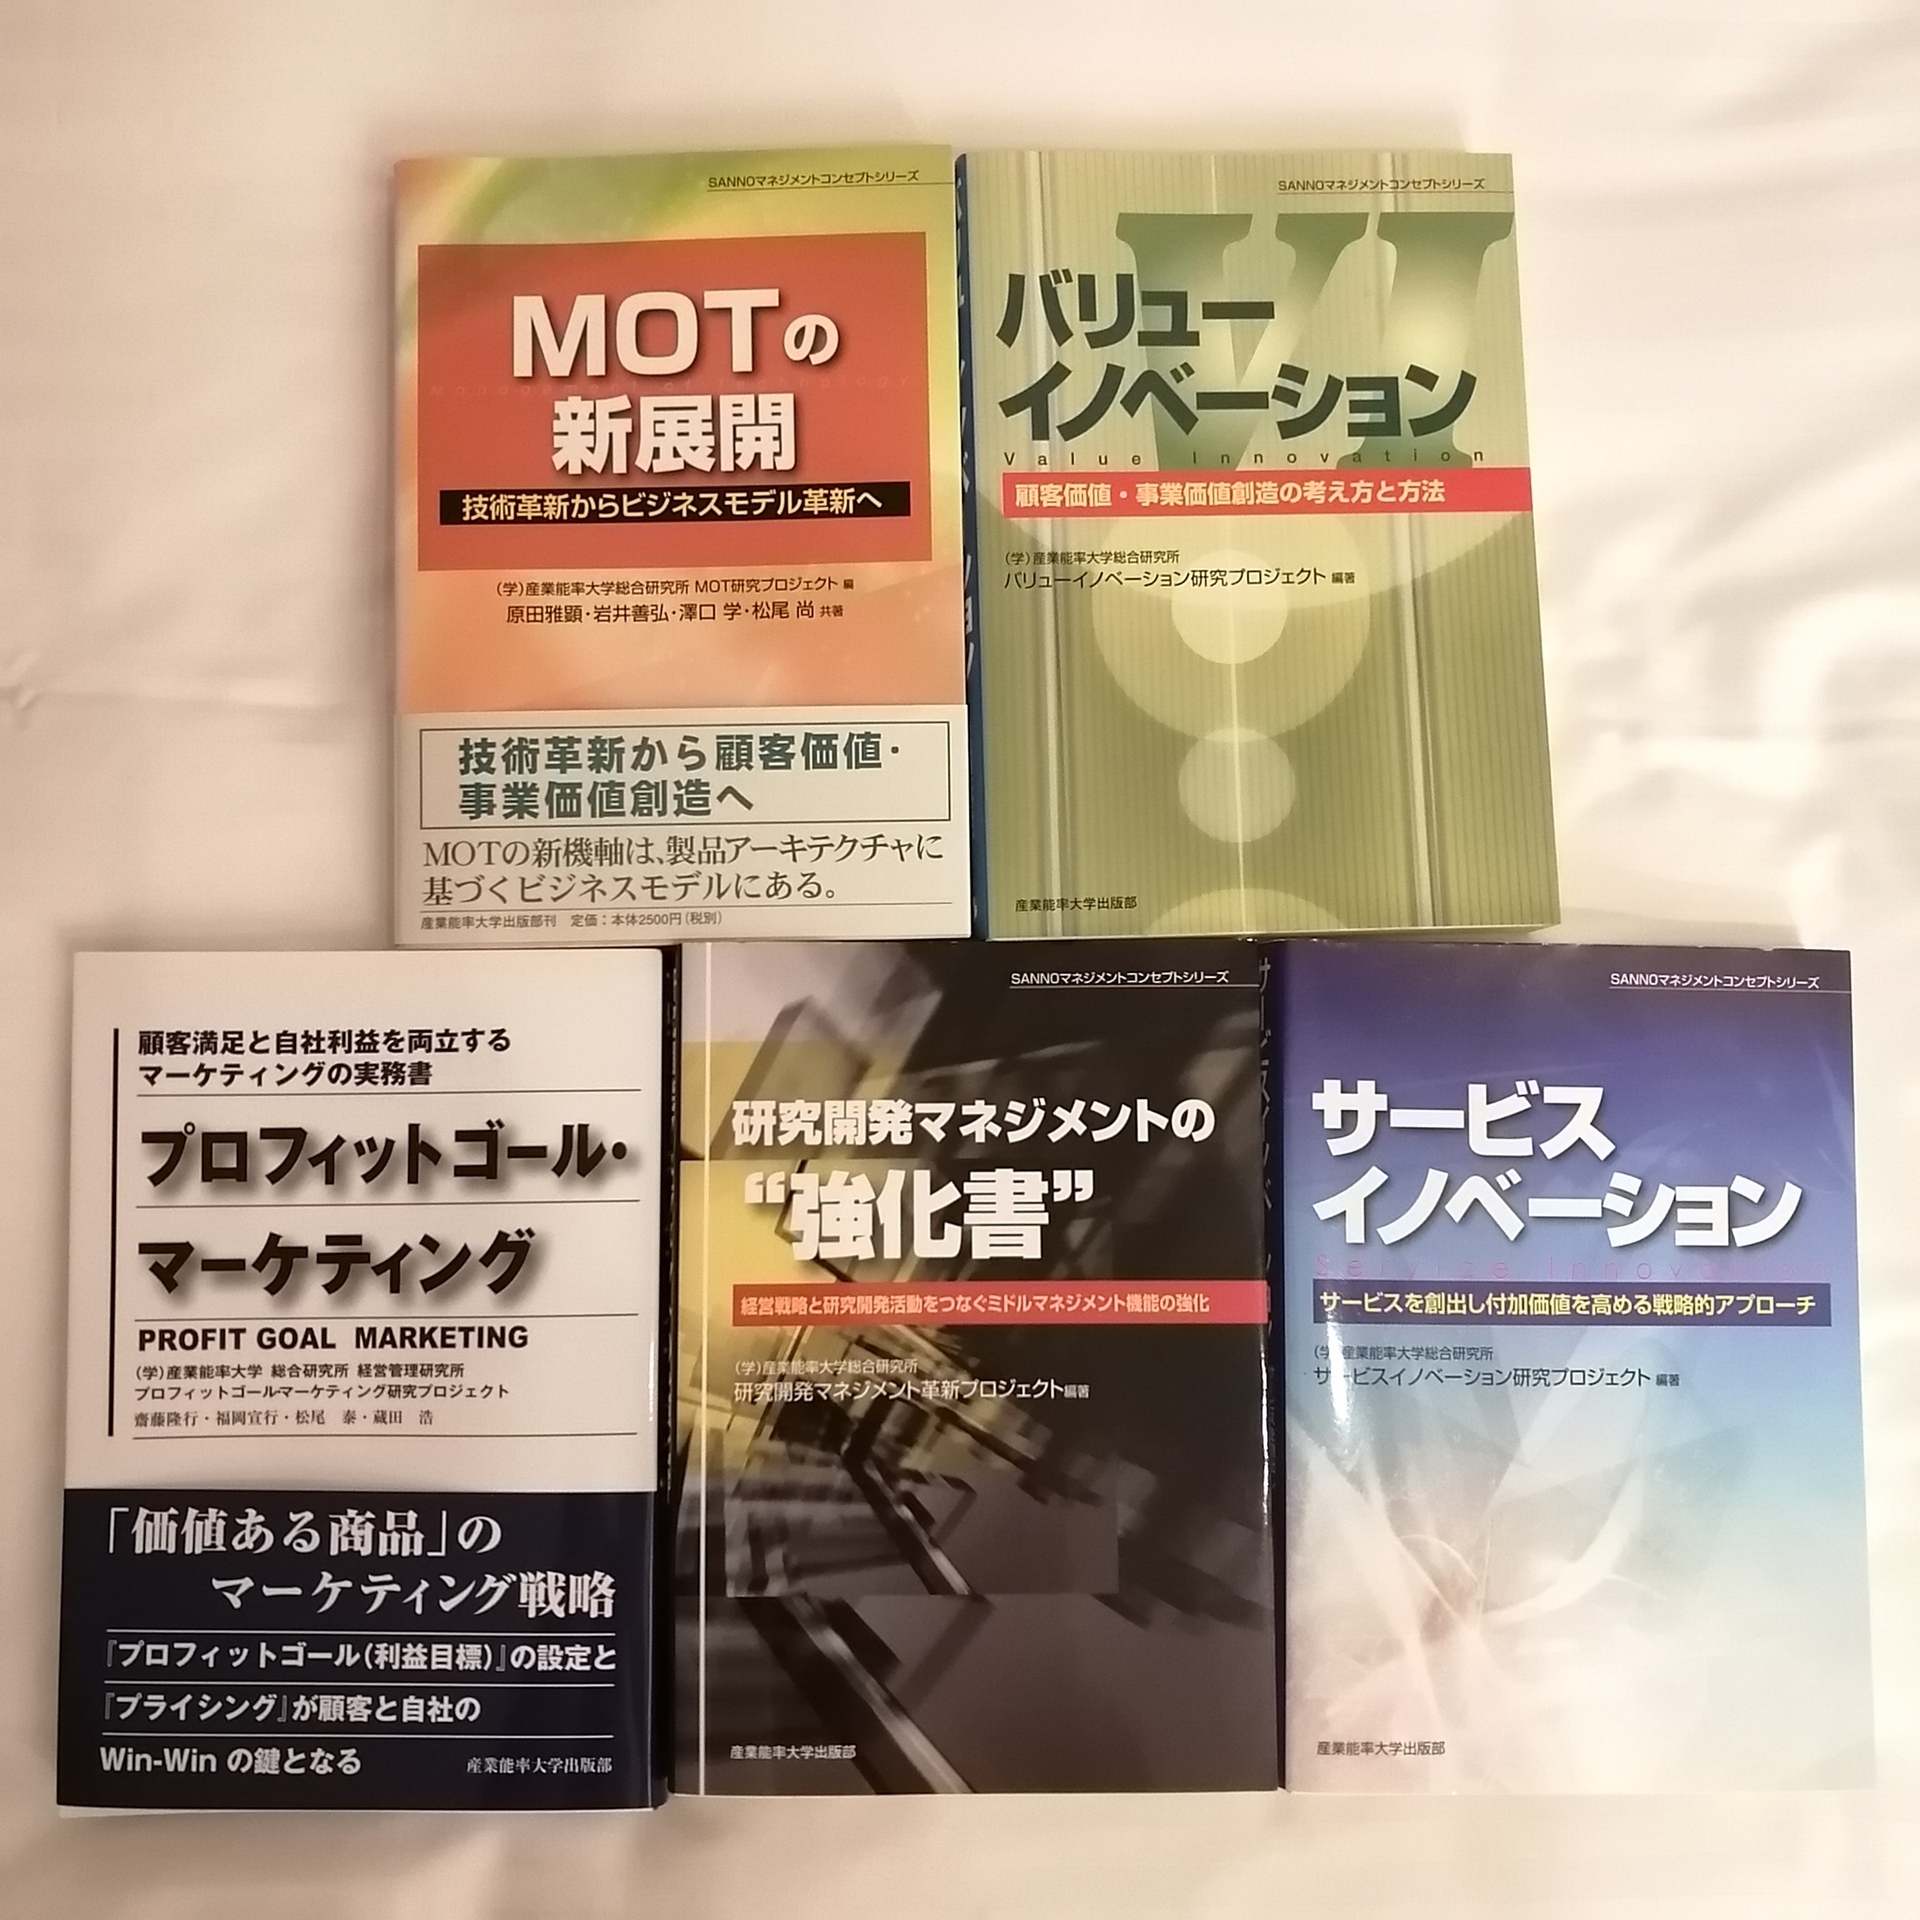 SANNOマネジメントコンセプトシリーズ
MOTの
Management of Technology
新展開
技術革新からビジネスモデル革新へ
(学)産業能率大学総合研究所 MOT研究プロジェクト 編
原田雅顕・岩井善弘・澤口 学・松尾 尚 共著
技術革新から顧客価値・
事業価値創造へ
MOTの新機軸は、製品アーキテクチャに
基づくビジネスモデルにある。
産業能率大学出版部刊 定価：本体2500円(税別)
SANNOマネジメントコンセプトシリーズ
VI
バリュー
イノベーション
Value Innovation
顧客価値・事業価値創造の考え方と方法
(学)産業能率大学総合研究所
バリューイノベーション研究プロジェクト 編著
産業能率大学出版部
顧客満足と自社利益を両立する
マーケティングの実務書
プロフィットゴール・
マーケティング
PROFIT GOAL MARKETING
(学)産業能率大学 総合研究所 経営管理研究所
プロフィットゴールマーケティング研究プロジェクト
齋藤隆行・福岡宣行・松尾 泰・蔵田 浩
「価値ある商品」の
マーケティング戦略
『プロフィットゴール(利益目標)』の設定と
『プライシング』が顧客と自社の
Win-Win の鍵となる 産業能率大学出版部
SANNOマネジメントコンセプトシリーズ
研究開発マネジメントの
“強化書”
経営戦略と研究開発活動をつなぐミドルマネジメント機能の強化
(学)産業能率大学総合研究所
研究開発マネジメント革新プロジェクト編著
産業能率大学出版部
SANNOマネジメントコンセプトシリーズ
サービス
イノベーション
Service Innovation
サービスを創出し付加価値を高める戦略的アプローチ
(学)産業能率大学総合研究所
サービスイノベーション研究プロジェクト 編著
産業能率大学出版部